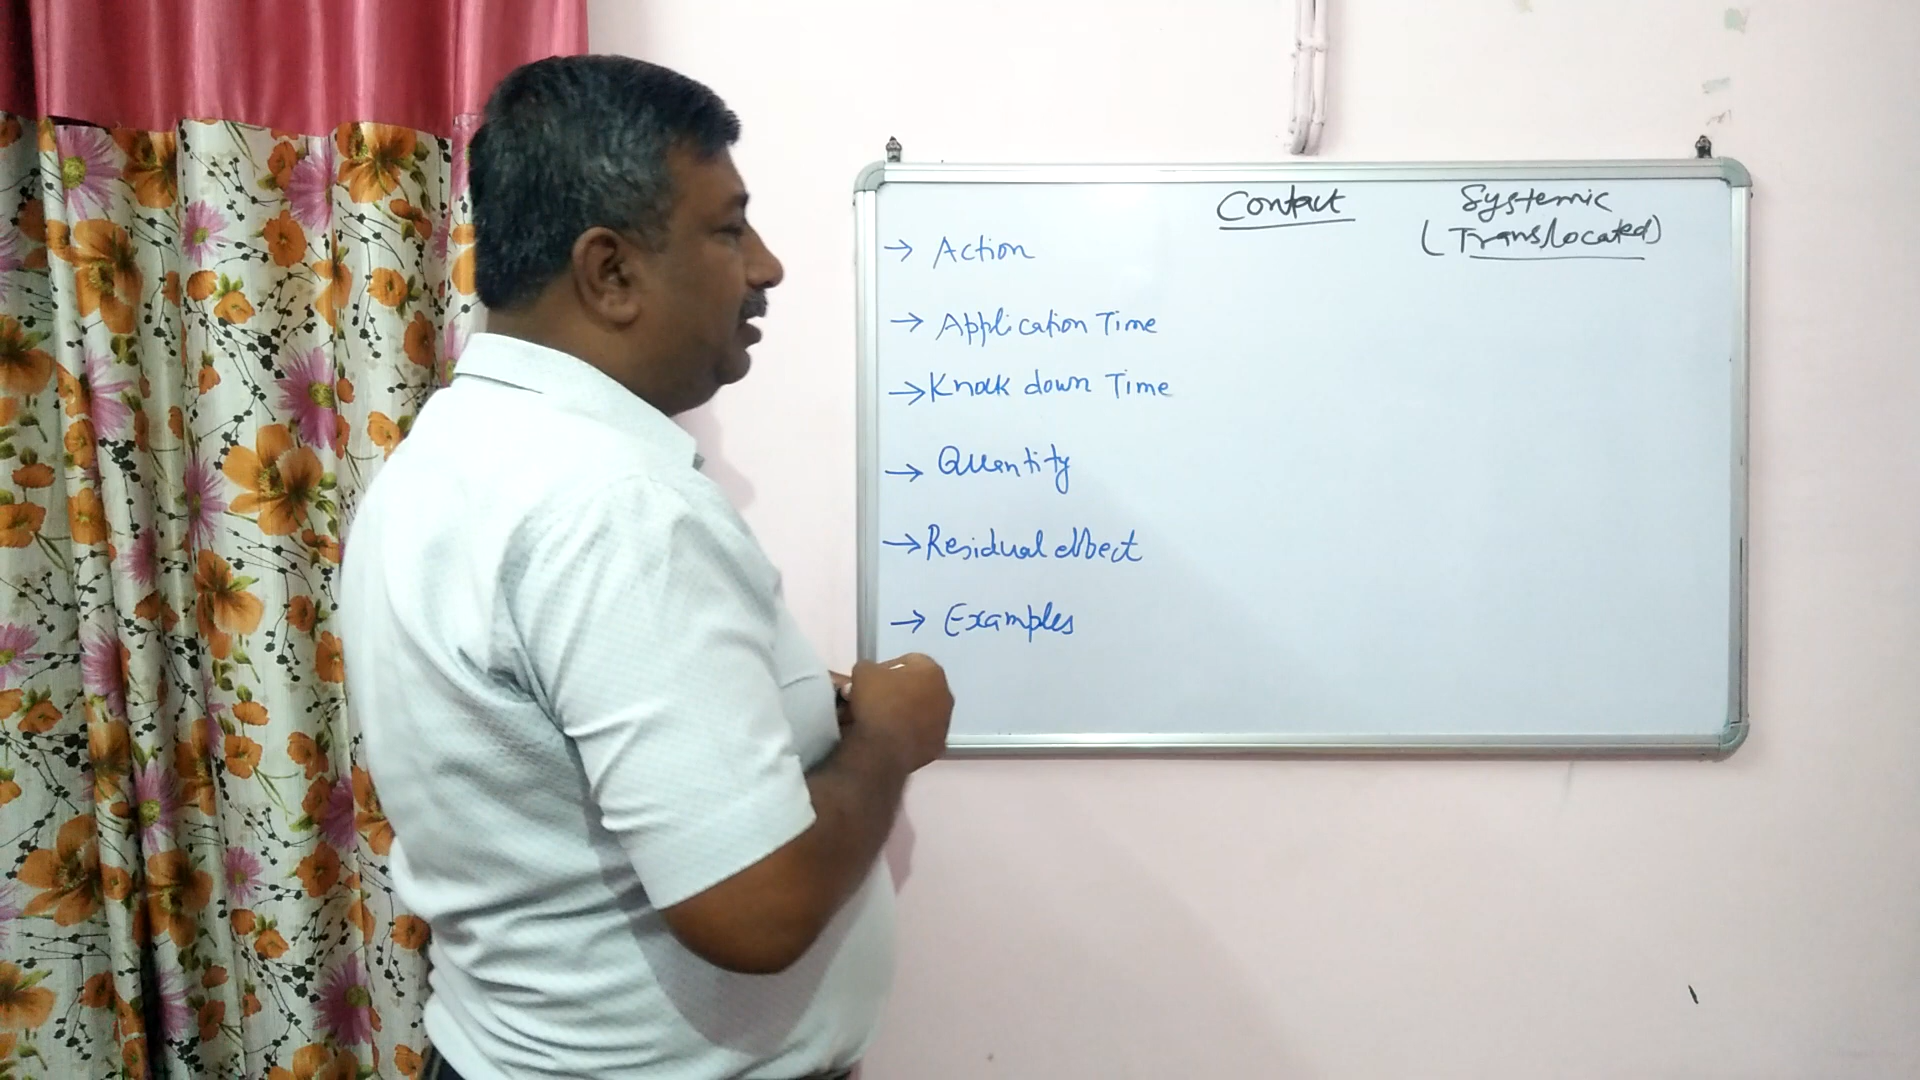 Contact
Systemic
(Translocated)
→ Action
→ Application Time
→ Knock down Time
→ Quantity
→ Residual effect
→ Examples